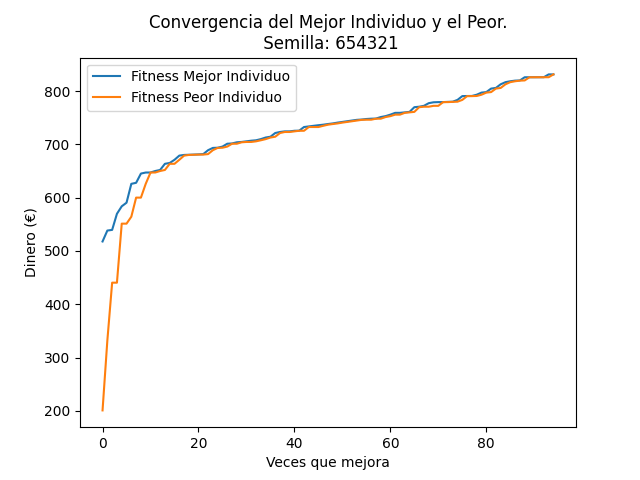 Convergencia del Mejor Individuo y el Peor.
Semilla: 654321
Fitness Mejor Individuo
Fitness Peor Individuo
Dinero (€)
800
700
600
500
400
300
200
0 20 40 60 80
Veces que mejora